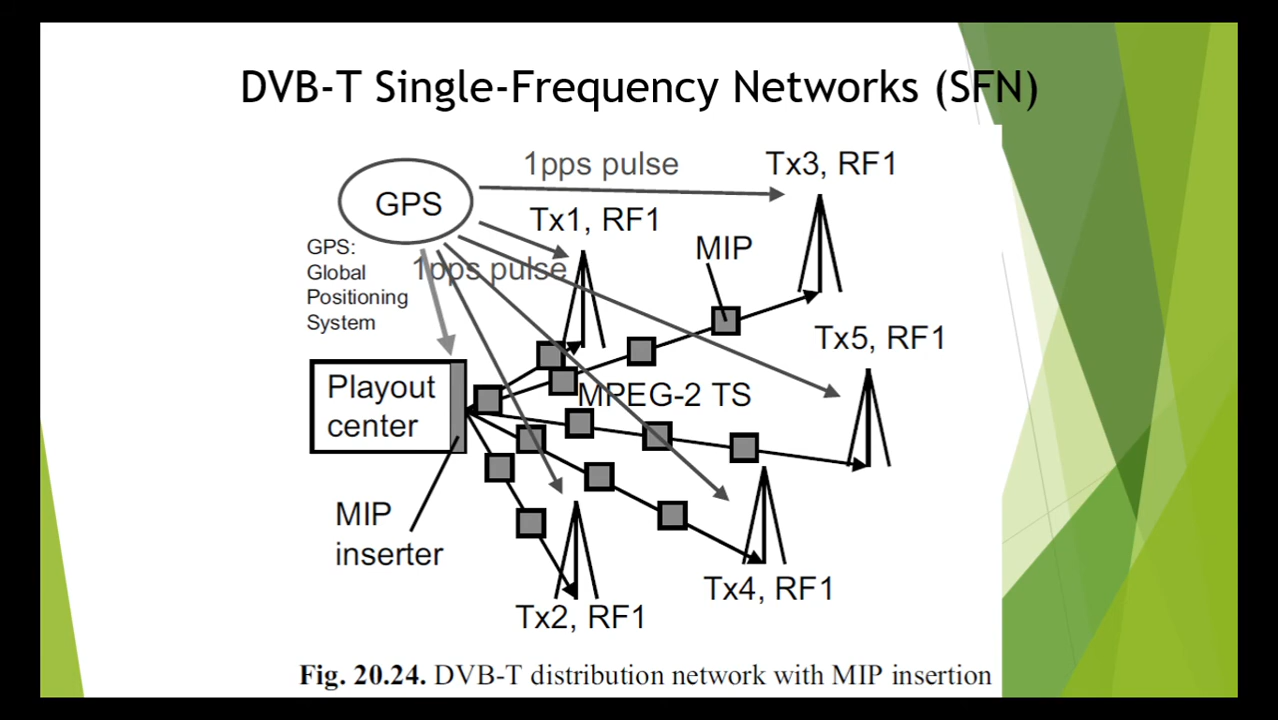 DVB-T Single-Frequency Networks (SFN)
1pps pulse
Tx3, RF1
GPS
Tx1, RF1
MIP
GPS:
Global
Positioning
System
1pps pulse
Tx5, RF1
Playout
center
MPEG-2 TS
MIP
inserter
Tx4, RF1
Tx2, RF1
Fig. 20.24. DVB-T distribution network with MIP insertion